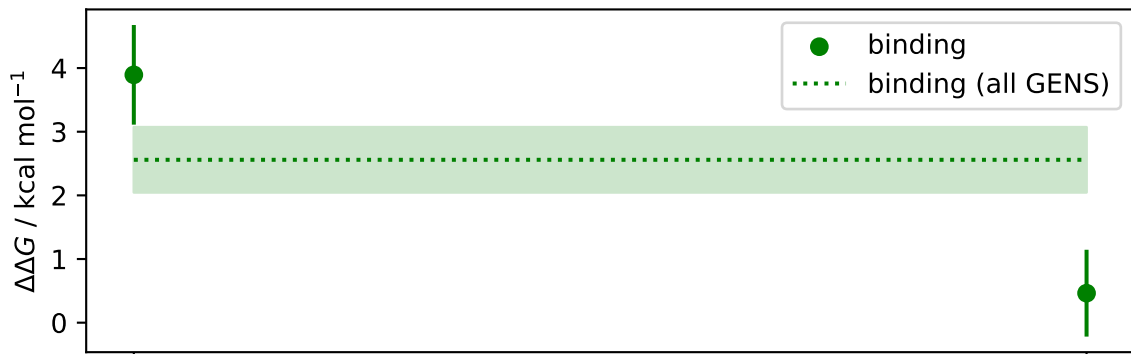 ΔΔG / kcal mol⁻¹
4
3
2
1
0
binding
binding (all GENS)